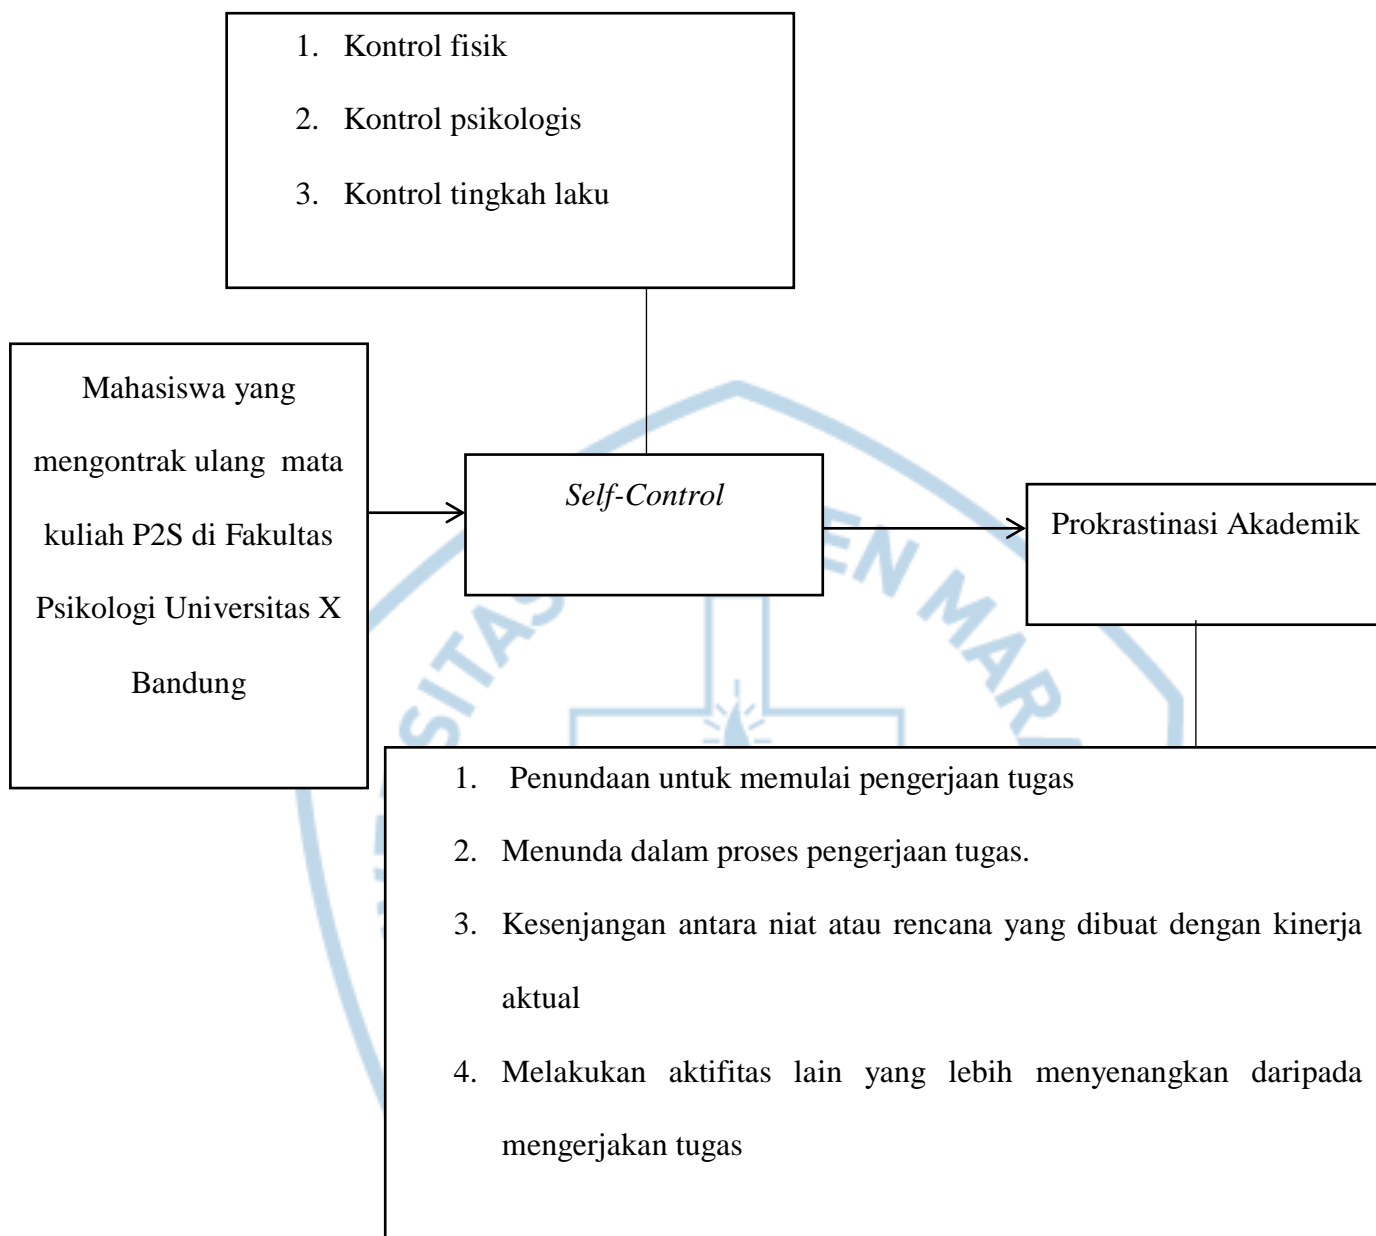 1. Kontrol fisik
2. Kontrol psikologis
3. Kontrol tingkah laku
Mahasiswa yang
mengontrak ulang mata
kuliah P2S di Fakultas
Psikologi Universitas X
Bandung
Self-Control
Prokrastinasi Akademik
1. Penundaan untuk memulai pengerjaan tugas
2. Menunda dalam proses pengerjaan tugas.
3. Kesenjangan antara niat atau rencana yang dibuat dengan kinerja
aktual
4. Melakukan aktifitas lain yang lebih menyenangkan daripada
mengerjakan tugas